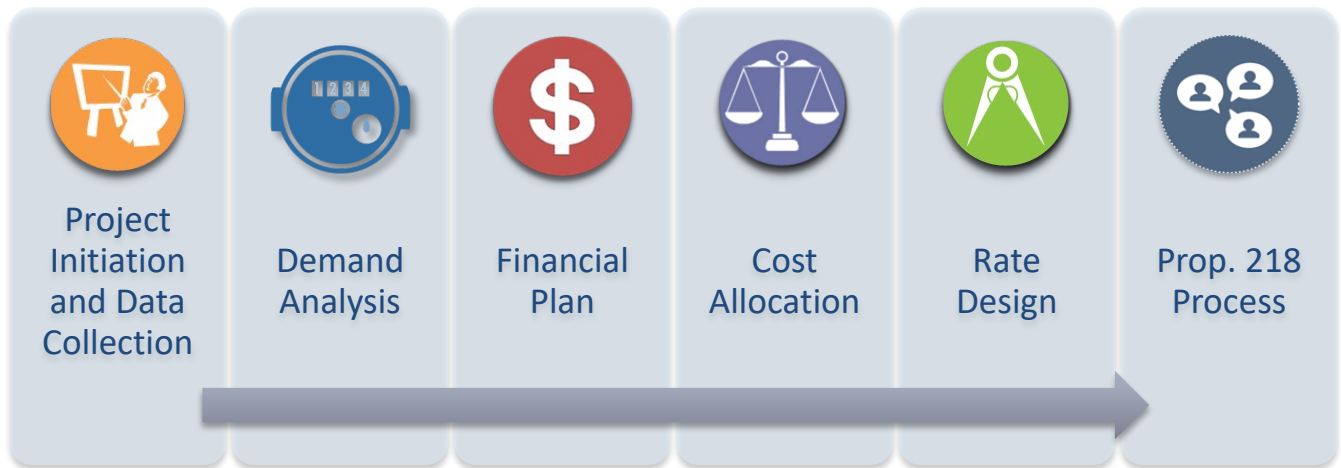 1234
Project
Initiation
and Data
Collection
Demand
Analysis
Financial
Plan
Cost
Allocation
Rate
Design
Prop. 218
Process
$